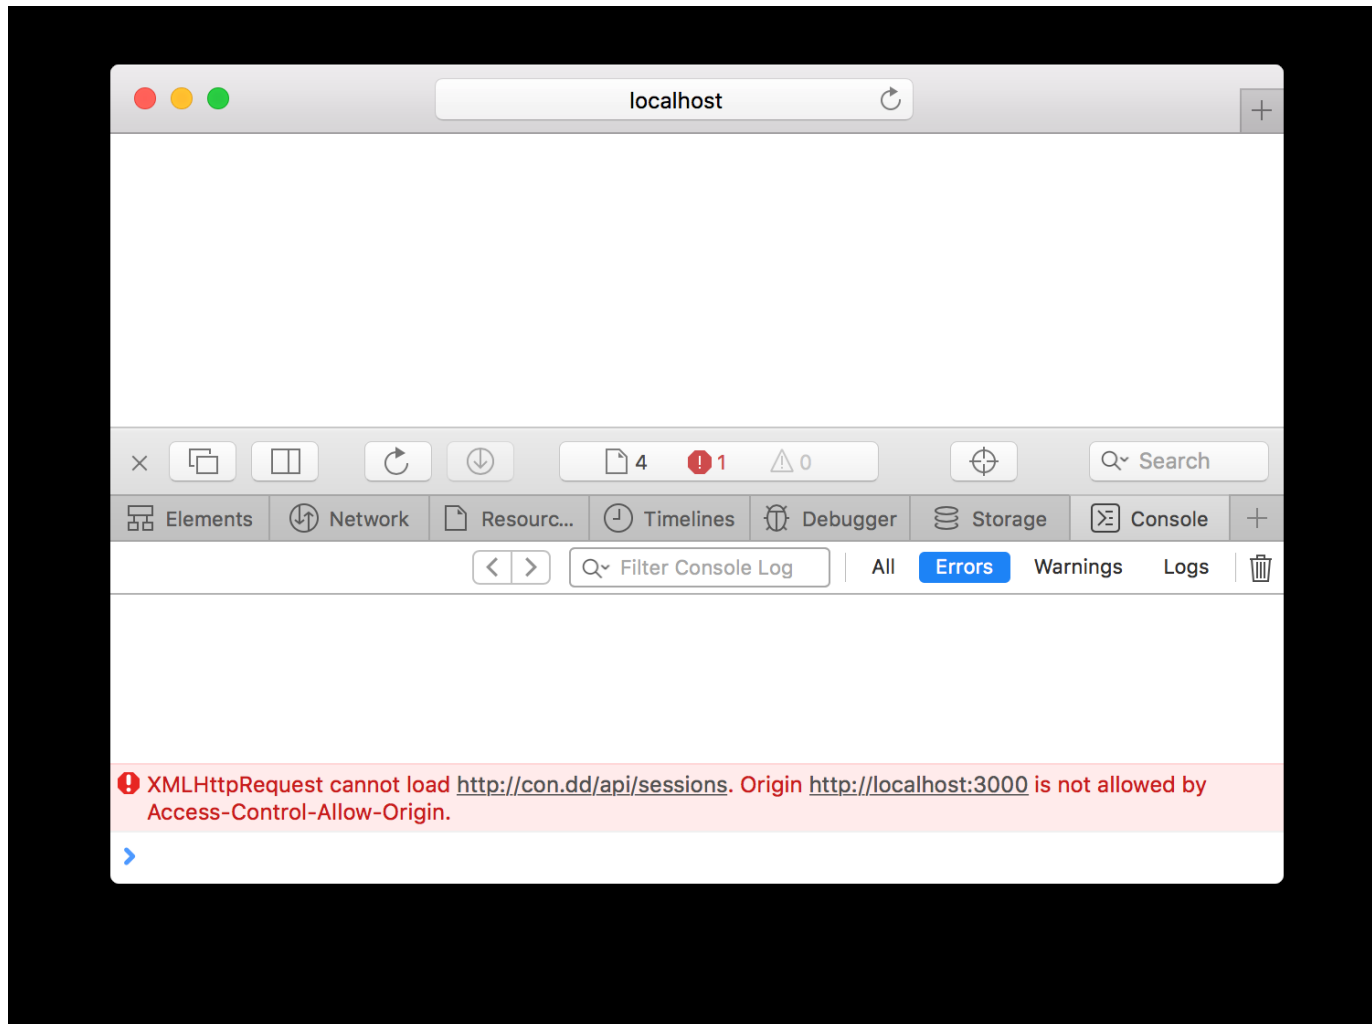 localhost
4 1 0 Search
Elements Network Resourc... Timelines Debugger Storage Console
Filter Console Log All Errors Warnings Logs
XMLHttpRequest cannot load http://con.dd/api/sessions. Origin http://localhost:3000 is not allowed by
Access-Control-Allow-Origin.